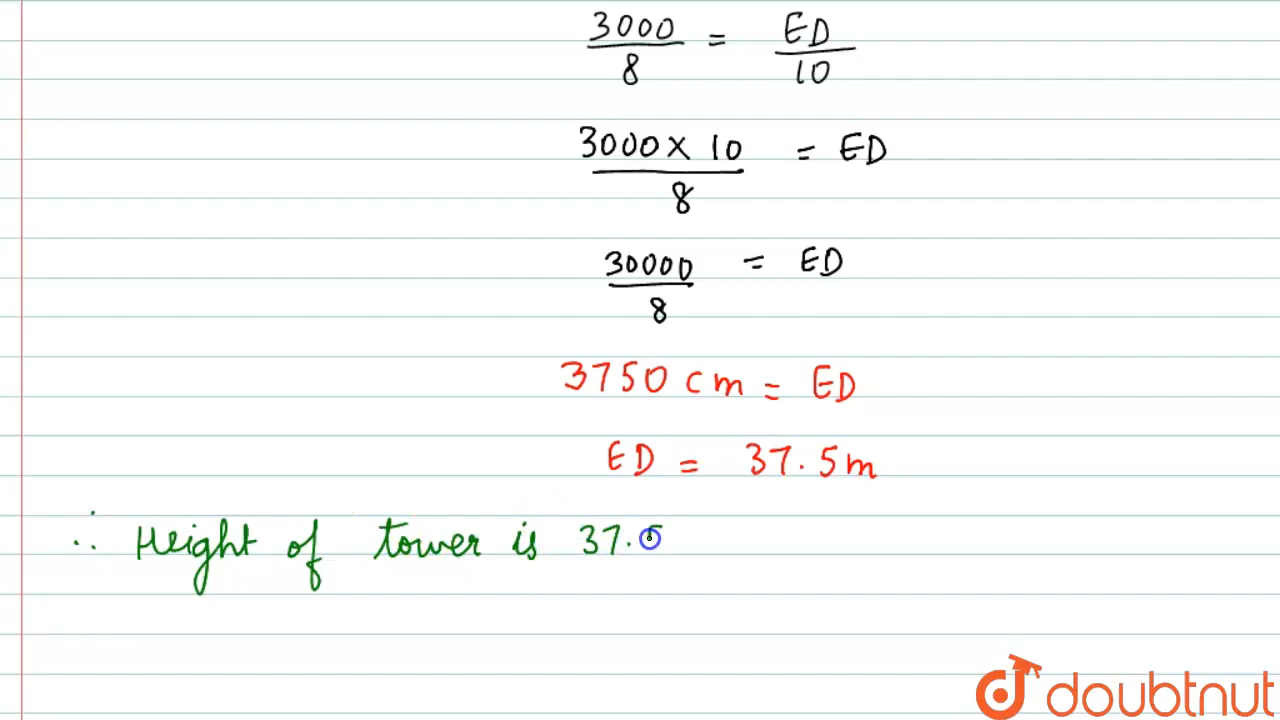 3000/8 = ED/10
3000 × 10/8 = ED
30000/8 = ED
3750 cm = ED
ED = 37.5m
∴ Height of tower is 37.5
doubtnut